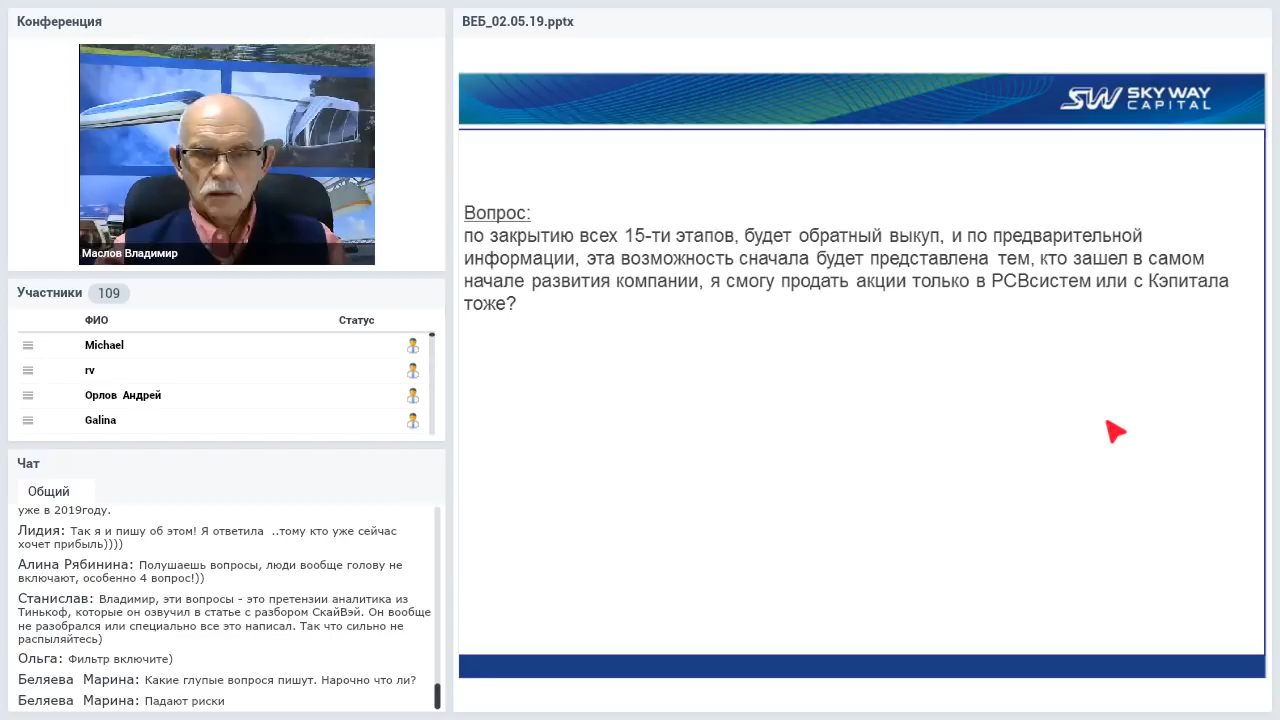 Конференция
Маслов Владимир
Участники 109
ФИО Статус
Michael
rv
Орлов Андрей
Galina
Чат
Общий
уже в 2019году.
Лидия: Так я и пишу об этом! Я ответила ..тому кто уже сейчас
хочет прибыль))))
Алина Рябинина: Полушаешь вопросы, люди вообще голову не
включают, особенно 4 вопрос!))
Станислав: Владимир, эти вопросы - это претензии аналитика из
Тинькоф, которые он озвучил в статье с разбором СкайВэй. Он вообще
не разобрался или специально все это написал. Так что сильно не
распыляйтесь)
Ольга: Фильтр включите)
Беляева Марина: Какие глупые вопрося пишут. Нарочно что ли?
Беляева Марина: Падают риски
ВЕБ_02.05.19.pptx
SW SKY WAY
CAPITAL
Вопрос:
по закрытию всех 15-ти этапов, будет обратный выкуп, и по предварительной
информации, эта возможность сначала будет представлена тем, кто зашел в самом
начале развития компании, я смогу продать акции только в РСВсистем или с Кэпитала
тоже?